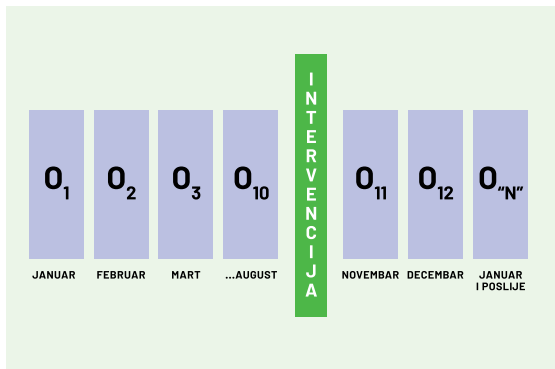 O1
O2
O3
O10
INTERVENCIJA
O11
O12
O“N”
JANUAR
FEBRUAR
MART
...AUGUST
NOVEMBAR
DECEMBAR
JANUAR
I POSLIJE